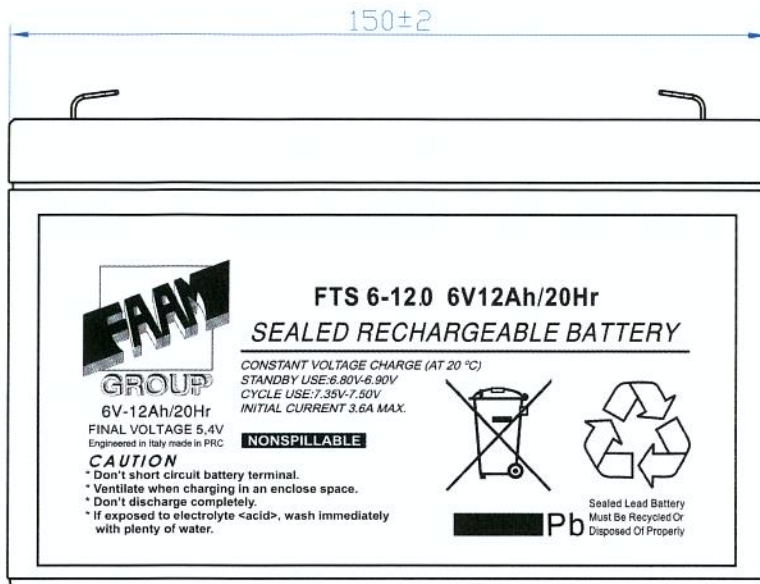 150±2
FAAM
GROUP
6V-12Ah/20Hr
FINAL VOLTAGE 5,4V
Engineered in Italy made in PRC
FTS 6-12.0 6V12Ah/20Hr
SEALED RECHARGEABLE BATTERY
CONSTANT VOLTAGE CHARGE (AT 20 °C)
STANDBY USE:6.80V-6.90V
CYCLE USE:7.35V-7.50V
INITIAL CURRENT 3.6A MAX.
NONSPILLABLE
CAUTION
* Don't short circuit battery terminal.
* Ventilate when charging in an enclose space.
* Don't discharge completely.
* If exposed to electrolyte <acid>, wash immediately
with plenty of water.
Pb
Sealed Lead Battery
Must Be Recycled Or
Disposed Of Properly